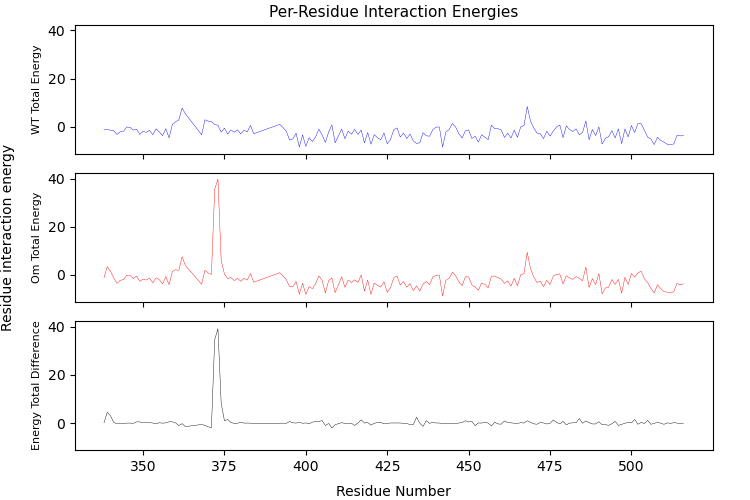 Per-Residue Interaction Energies
Residue interaction energy
WT Total Energy
40
20
0
Om Total Energy
40
20
0
Energy Total Difference
40
20
0
350 375 400 425 450 475 500
Residue Number